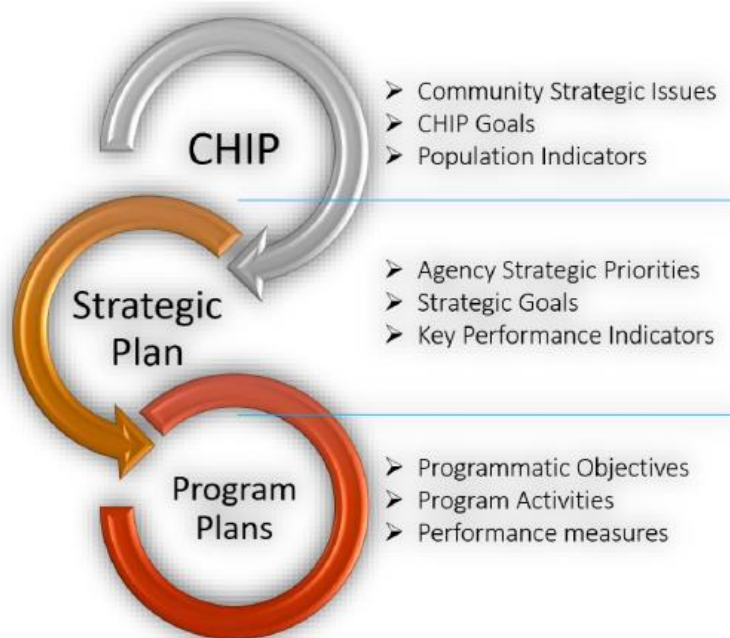 CHIP
➢ Community Strategic Issues
➢ CHIP Goals
➢ Population Indicators
Strategic
Plan
➢ Agency Strategic Priorities
➢ Strategic Goals
➢ Key Performance Indicators
Program
Plans
➢ Programmatic Objectives
➢ Program Activities
➢ Performance measures